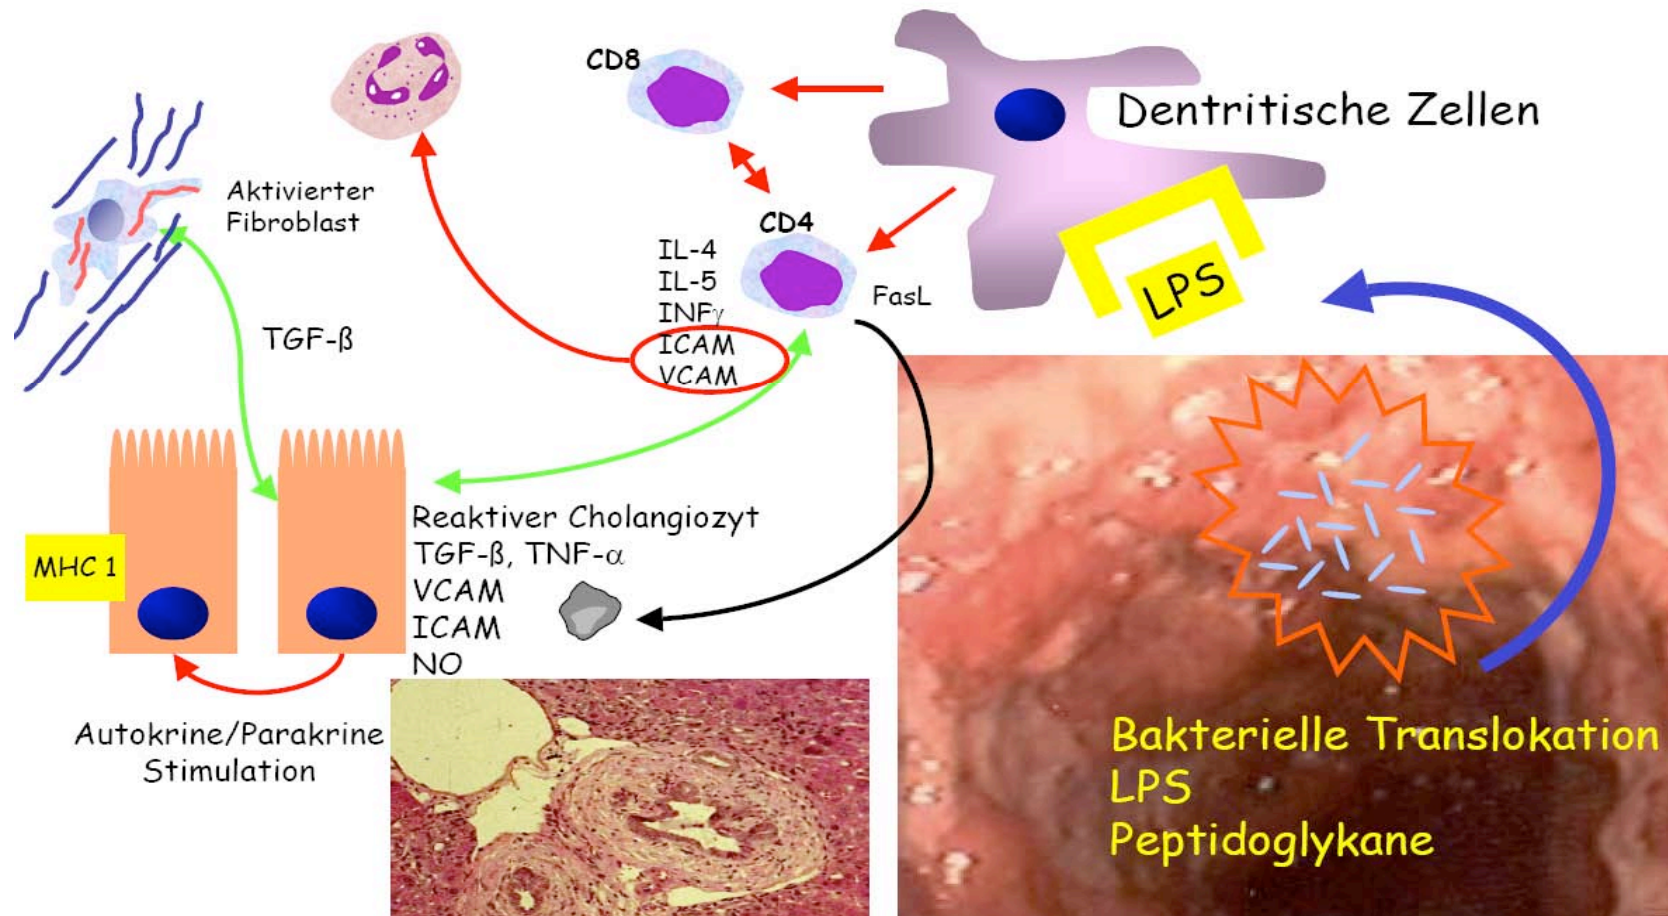 CD8
Dentritische Zellen
Aktivierter
Fibroblast
CD4
IL-4
IL-5
INFγ
ICAM
VCAM
FasL
LPS
TGF-ß
MHC 1
Reaktiver Cholangiozyt
TGF-ß, TNF-α
VCAM
ICAM
NO
Autokrine/Parakrine
Stimulation
Bakterielle Translokation
LPS
Peptidoglykane